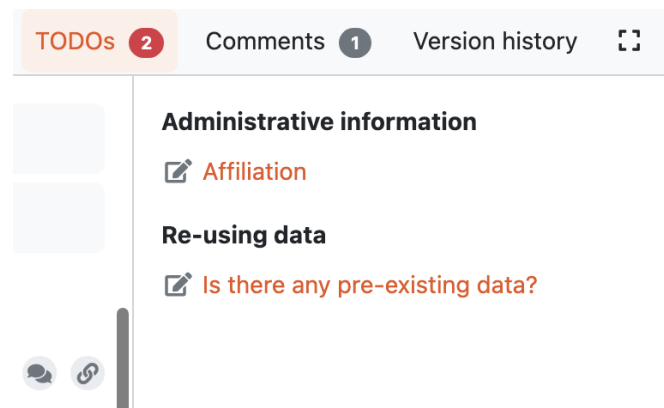 TODOs 2 Comments 1 Version history
Administrative information
Affiliation
Re-using data
Is there any pre-existing data?